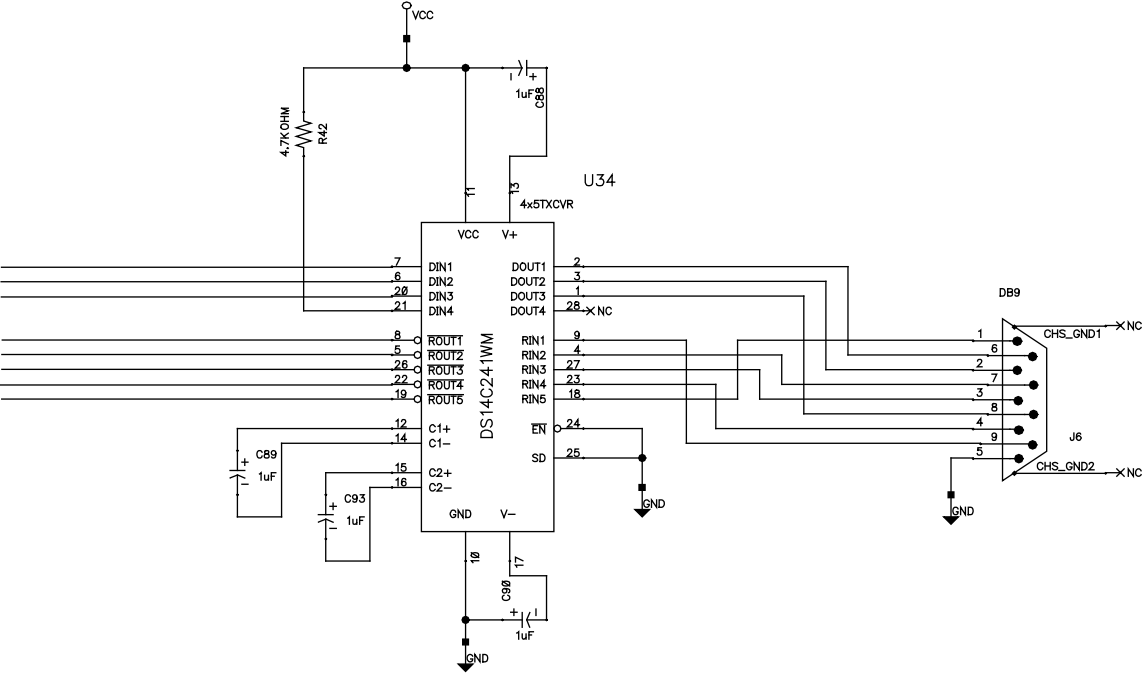 VCC
- +
1uF
C88
4.7KOHM
R42
11
13
U34
4x5TXCVR
VCC V+
7 DIN1 DOUT1 2
6 DIN2 DOUT2 3
20 DIN3 DOUT3 1
21 DIN4 DOUT4 28 NC
8 ROUT1 RIN1 9
5 ROUT2 RIN2 4
26 ROUT3 RIN3 27
22 ROUT4 RIN4 23
19 ROUT5 RIN5 18
DS14C241WM
12 C1+ EN 24
14 C1-
SD 25
15 C2+
16 C2-
GND V-
C89
+
1uF
-
C93
+
1uF
-
GND
10
17
C90
+ -
1uF
GND
DB9
NC
CHS_GND1
1
6
2
7
3
8
4
9
5
J6
CHS_GND2
NC
GND